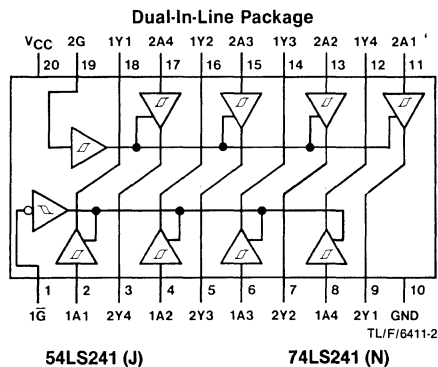 Dual-In-Line Package
VCC 2G 1Y1 2A4 1Y2 2A3 1Y3 2A2 1Y4 2A1 '
20 19 18 17 16 15 14 13 12 11
1 2 3 4 5 6 7 8 9 10
1G̅ 1A1 2Y4 1A2 2Y3 1A3 2Y2 1A4 2Y1 GND
TL/F/6411-2
54LS241 (J) 74LS241 (N)